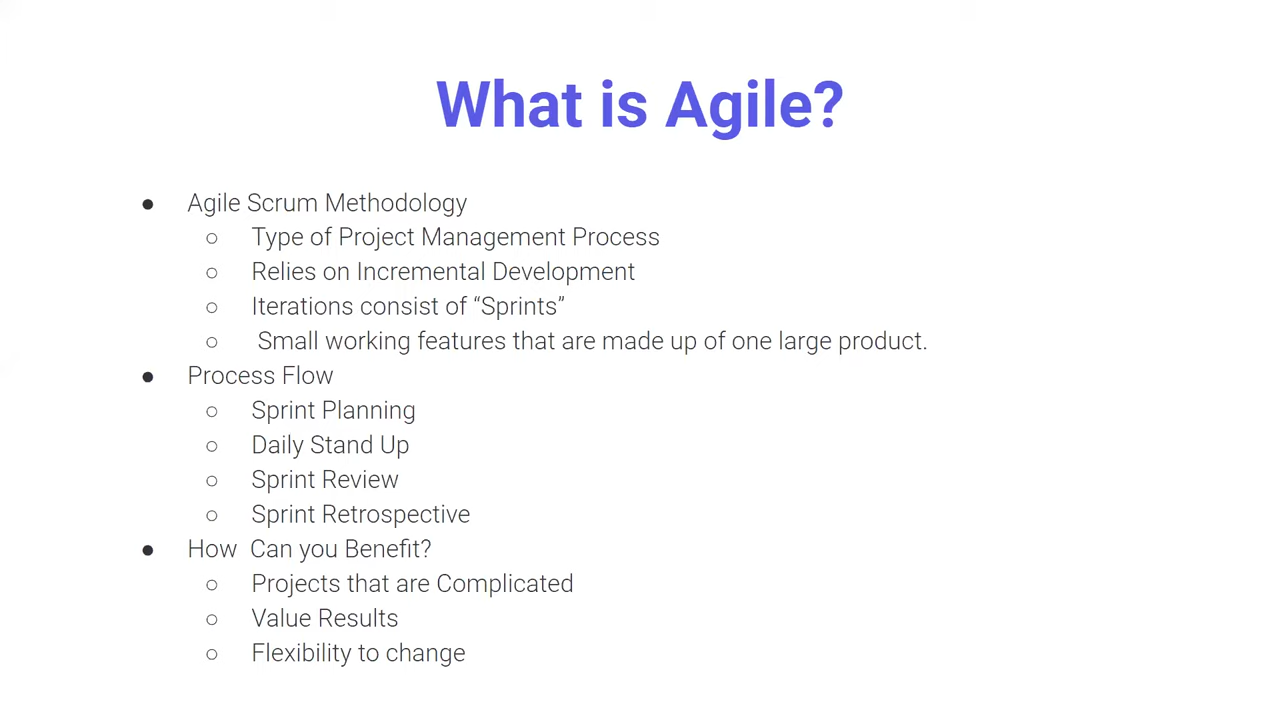 What is Agile?
● Agile Scrum Methodology
○ Type of Project Management Process
○ Relies on Incremental Development
○ Iterations consist of “Sprints”
○ Small working features that are made up of one large product.
● Process Flow
○ Sprint Planning
○ Daily Stand Up
○ Sprint Review
○ Sprint Retrospective
● How  Can you Benefit?
○ Projects that are Complicated
○ Value Results
○ Flexibility to change